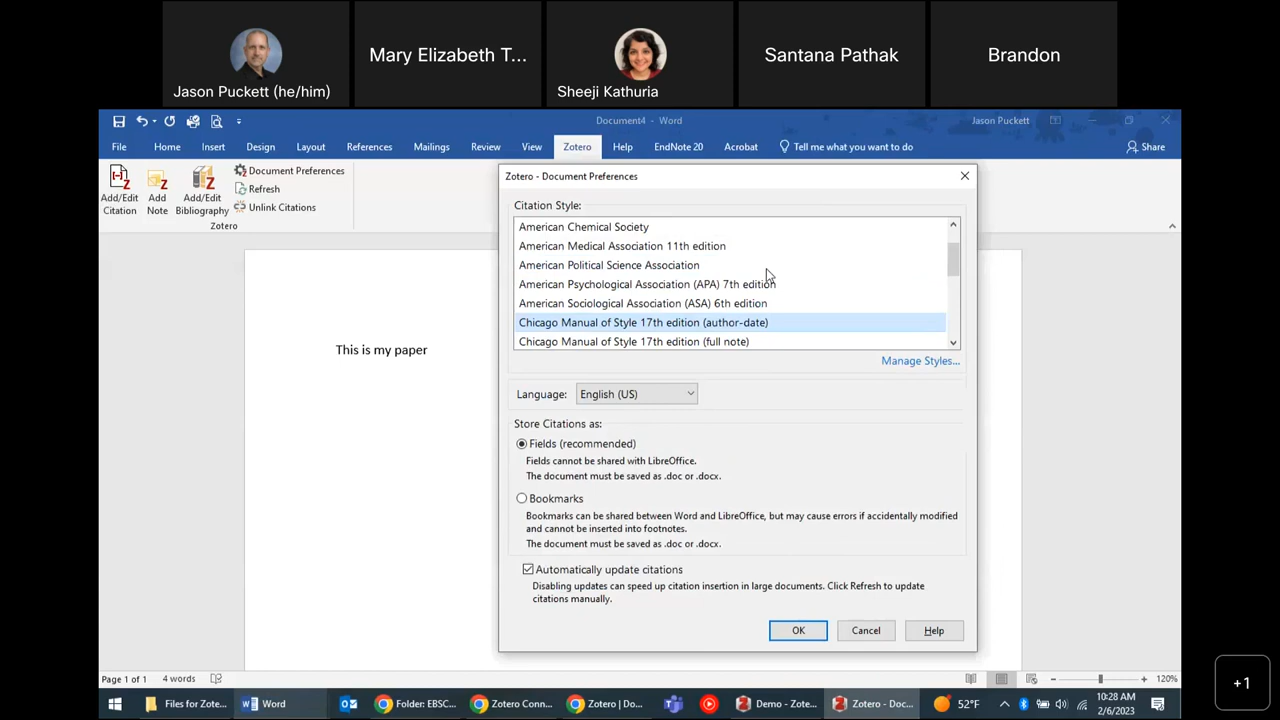 Mary Elizabeth T...
Santana Pathak
Brandon
Jason Puckett (he/him)
Sheeji Kathuria
Document4 - Word
Jason Puckett
File
Home
Insert
Design
Layout
References
Mailings
Review
View
Zotero
Help
EndNote 20
Acrobat
Tell me what you want to do
Share
Add/Edit
Citation
Add
Note
Add/Edit
Bibliography
Document Preferences
Refresh
Unlink Citations
Zotero
This is my paper
Zotero - Document Preferences
Citation Style:
American Chemical Society
American Medical Association 11th edition
American Political Science Association
American Psychological Association (APA) 7th edition
American Sociological Association (ASA) 6th edition
Chicago Manual of Style 17th edition (author-date)
Chicago Manual of Style 17th edition (full note)
Manage Styles...
Language:
English (US)
Store Citations as:
Fields (recommended)
Fields cannot be shared with LibreOffice.
The document must be saved as .doc or .docx.
Bookmarks
Bookmarks can be shared between Word and LibreOffice, but may cause errors if accidentally modified
and cannot be inserted into footnotes.
The document must be saved as .doc or .docx.
Automatically update citations
Disabling updates can speed up citation insertion in large documents. Click Refresh to update
citations manually.
OK
Cancel
Help
Page 1 of 1
4 words
120%
Files for Zote...
Word
Folder: EBSC...
Zotero Conn...
Zotero | Do...
Demo - Zote...
Zotero - Doc...
52°F
10:28 AM
2/6/2023
+1